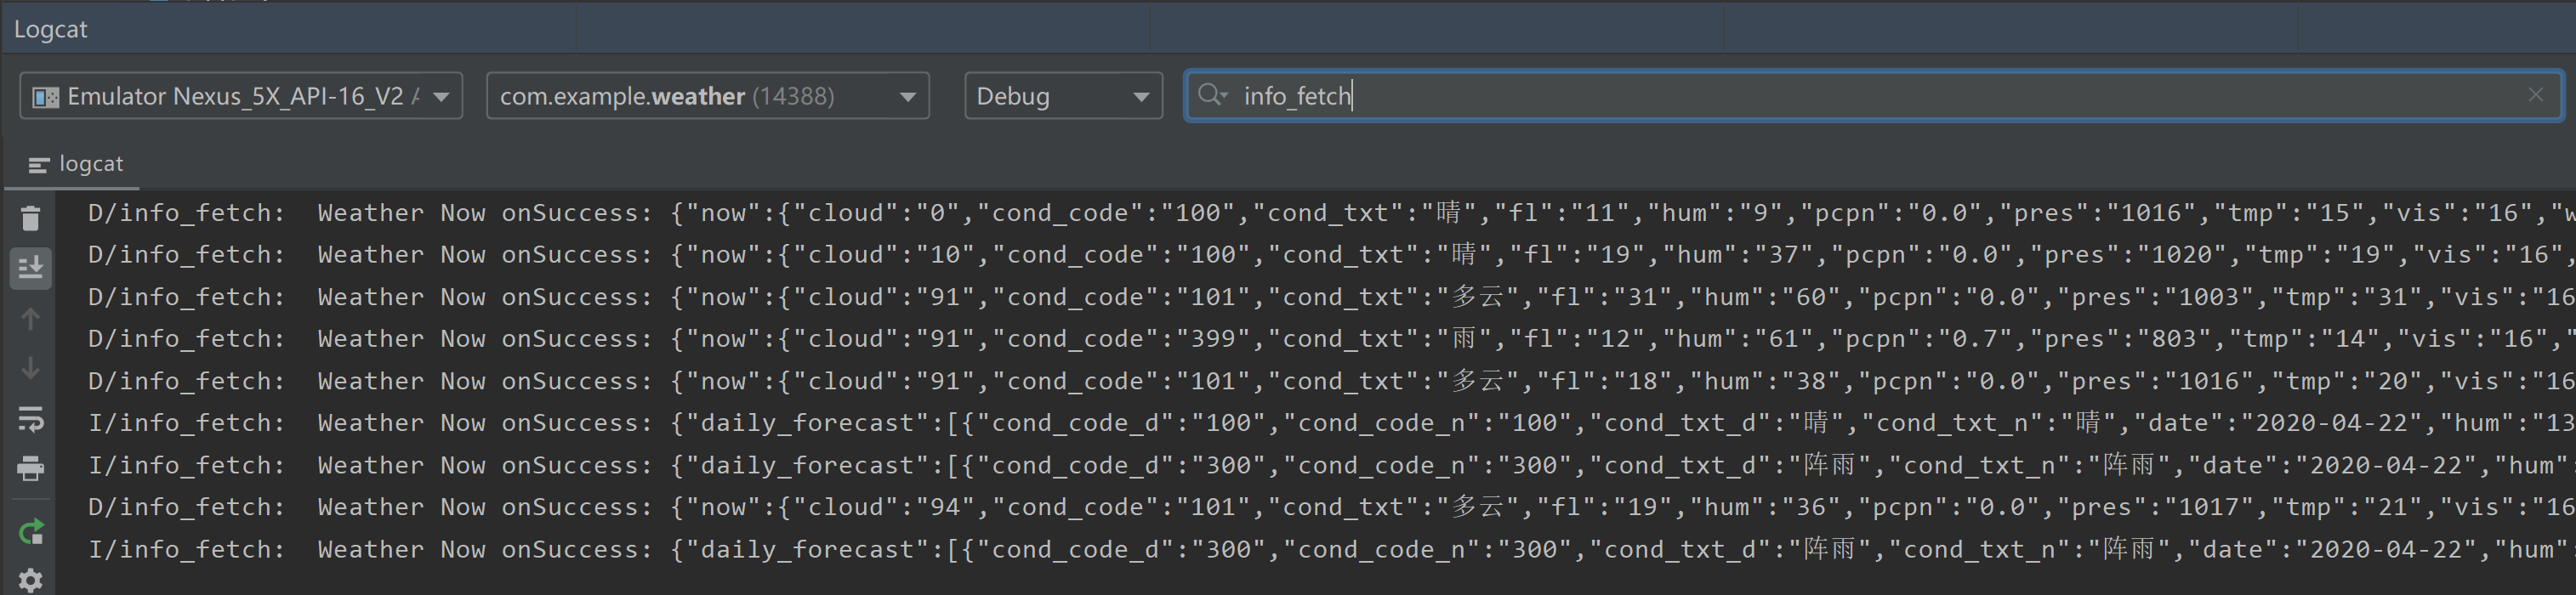 Logcat
Emulator Nexus_5X_API-16_V2 com.example.weather (14388) Debug info_fetch
logcat
D/info_fetch: Weather Now onSuccess: {"now":{"cloud":"0","cond_code":"100","cond_txt":"晴","fl":"11","hum":"9","pcpn":"0.0","pres":"1016","tmp":"15","vis":"16","w
D/info_fetch: Weather Now onSuccess: {"now":{"cloud":"10","cond_code":"100","cond_txt":"晴","fl":"19","hum":"37","pcpn":"0.0","pres":"1020","tmp":"19","vis":"16",
D/info_fetch: Weather Now onSuccess: {"now":{"cloud":"91","cond_code":"101","cond_txt":"多云","fl":"31","hum":"60","pcpn":"0.0","pres":"1003","tmp":"31","vis":"16
D/info_fetch: Weather Now onSuccess: {"now":{"cloud":"91","cond_code":"399","cond_txt":"雨","fl":"12","hum":"61","pcpn":"0.7","pres":"803","tmp":"14","vis":"16","
D/info_fetch: Weather Now onSuccess: {"now":{"cloud":"91","cond_code":"101","cond_txt":"多云","fl":"18","hum":"38","pcpn":"0.0","pres":"1016","tmp":"20","vis":"16
I/info_fetch: Weather Now onSuccess: {"daily_forecast":[{"cond_code_d":"100","cond_code_n":"100","cond_txt_d":"晴","cond_txt_n":"晴","date":"2020-04-22","hum":"13
I/info_fetch: Weather Now onSuccess: {"daily_forecast":[{"cond_code_d":"300","cond_code_n":"300","cond_txt_d":"阵雨","cond_txt_n":"阵雨","date":"2020-04-22","hum"
D/info_fetch: Weather Now onSuccess: {"now":{"cloud":"94","cond_code":"101","cond_txt":"多云","fl":"19","hum":"36","pcpn":"0.0","pres":"1017","tmp":"21","vis":"16
I/info_fetch: Weather Now onSuccess: {"daily_forecast":[{"cond_code_d":"300","cond_code_n":"300","cond_txt_d":"阵雨","cond_txt_n":"阵雨","date":"2020-04-22","hum"